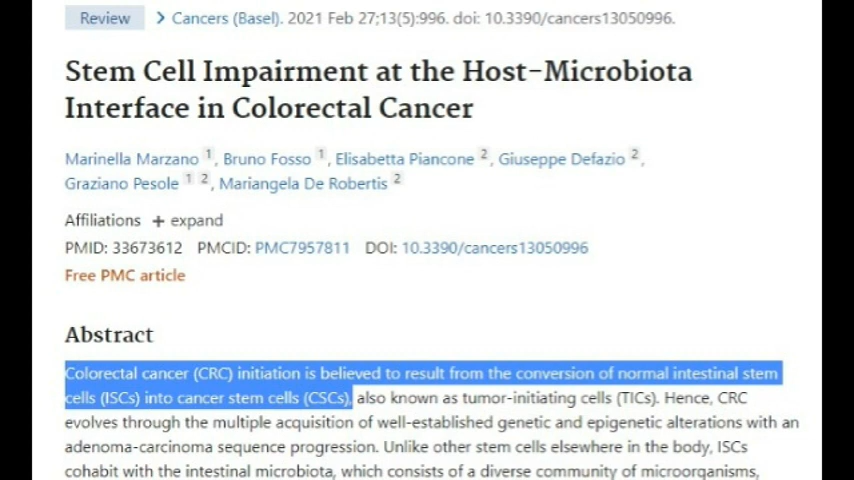 Review Cancers (Basel). 2021 Feb 27;13(5):996. doi: 10.3390/cancers13050996.
Stem Cell Impairment at the Host-Microbiota
Interface in Colorectal Cancer
Marinella Marzano 1, Bruno Fosso 1, Elisabetta Piancone 2, Giuseppe Defazio 2,
Graziano Pesole 1 2, Mariangela De Robertis 2
Affiliations + expand
PMID: 33673612 PMCID: PMC7957811 DOI: 10.3390/cancers13050996
Free PMC article
Abstract
Colorectal cancer (CRC) initiation is believed to result from the conversion of normal intestinal stem
cells (ISCs) into cancer stem cells (CSCs), also known as tumor-initiating cells (TICs). Hence, CRC
evolves through the multiple acquisition of well-established genetic and epigenetic alterations with an
adenoma-carcinoma sequence progression. Unlike other stem cells elsewhere in the body, ISCs
cohabit with the intestinal microbiota, which consists of a diverse community of microorganisms,